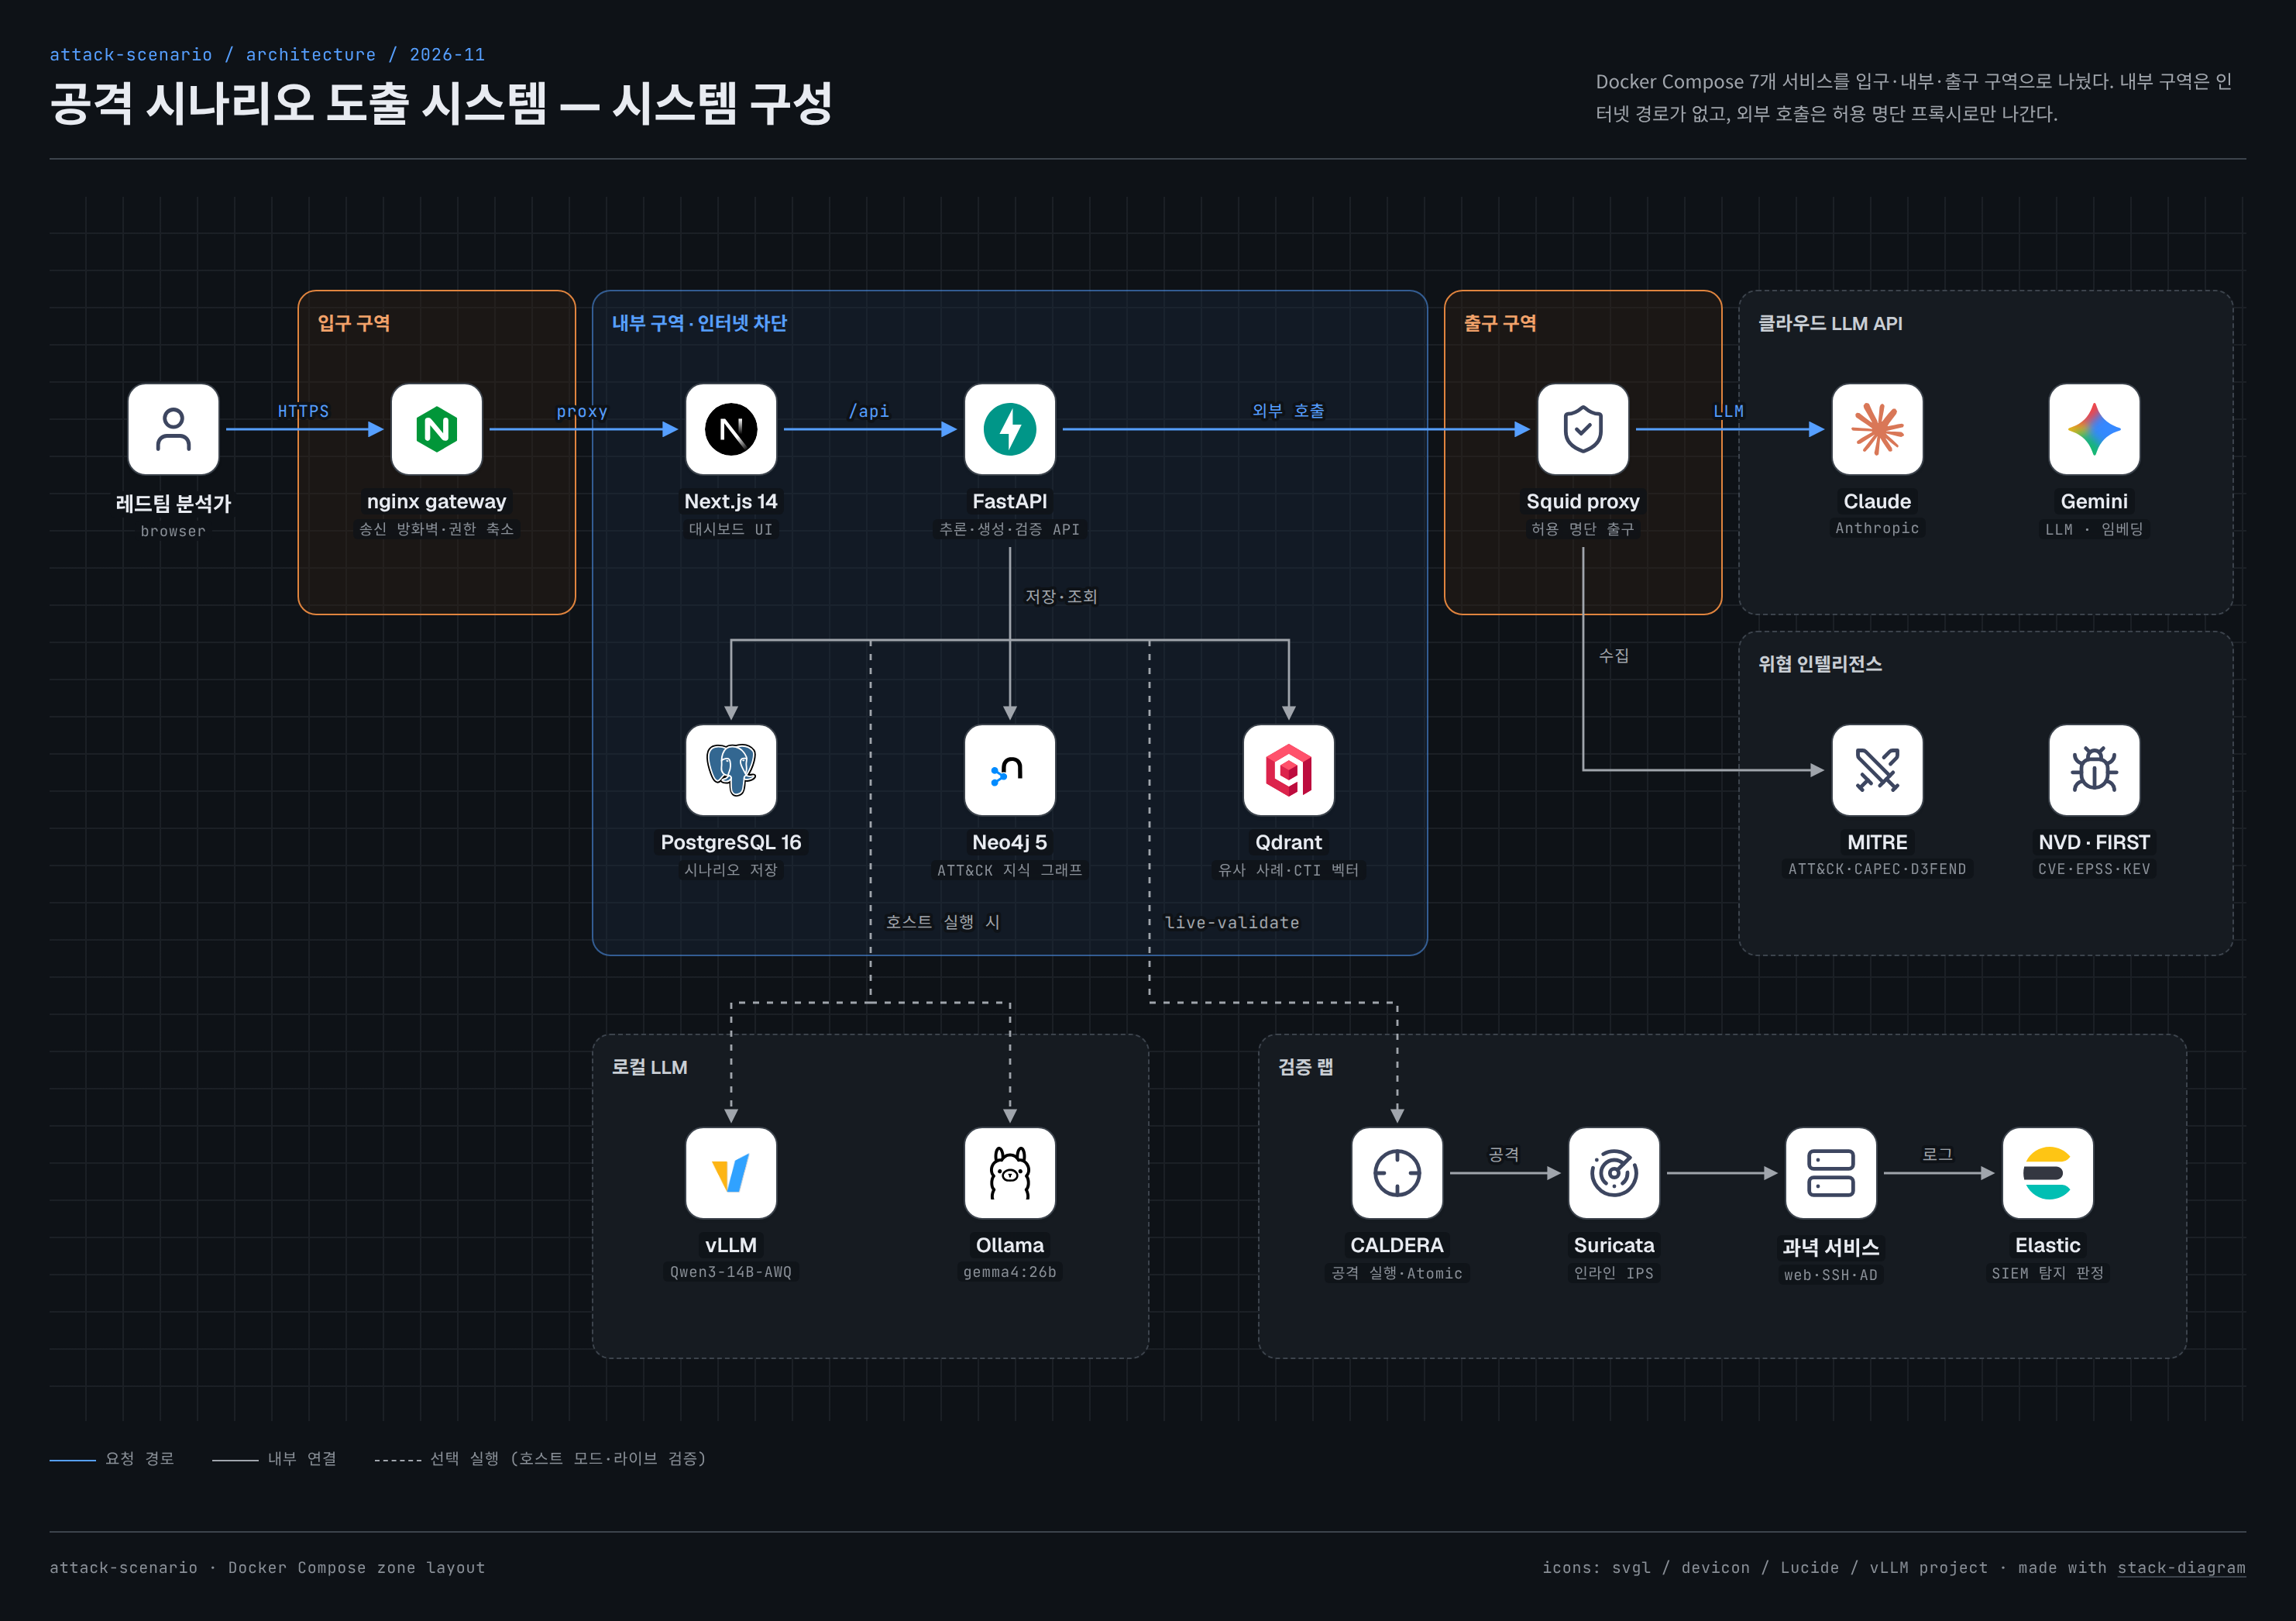 attack-scenario / architecture / 2026-11
공격 시나리오 도출 시스템 — 시스템 구성
Docker Compose 7개 서비스를 입구·내부·출구 구역으로 나눴다. 내부 구역은 인
터넷 경로가 없고, 외부 호출은 허용 명단 프록시로만 나간다.
입구 구역
내부 구역 · 인터넷 차단
출구 구역
클라우드 LLM API
HTTPS
proxy
/api
외부 호출
LLM
레드팀 분석가
browser
nginx gateway
송신 방화벽·권한 축소
Next.js 14
대시보드 UI
FastAPI
추론·생성·검증 API
Squid proxy
허용 명단 출구
Claude
Anthropic
Gemini
LLM · 임베딩
저장·조회
수집
위협 인텔리전스
PostgreSQL 16
시나리오 저장
Neo4j 5
ATT&CK 지식 그래프
Qdrant
유사 사례·CTI 벡터
MITRE
ATT&CK·CAPEC·D3FEND
NVD · FIRST
CVE·EPSS·KEV
호스트 실행 시
live-validate
로컬 LLM
검증 랩
공격
로그
vLLM
Qwen3-14B-AWQ
Ollama
gemma4:26b
CALDERA
공격 실행·Atomic
Suricata
인라인 IPS
과녁 서비스
web·SSH·AD
Elastic
SIEM 탐지 판정
요청 경로
내부 연결
선택 실행 (호스트 모드·라이브 검증)
attack-scenario · Docker Compose zone layout
icons: svgl / devicon / Lucide / vLLM project · made with stack-diagram